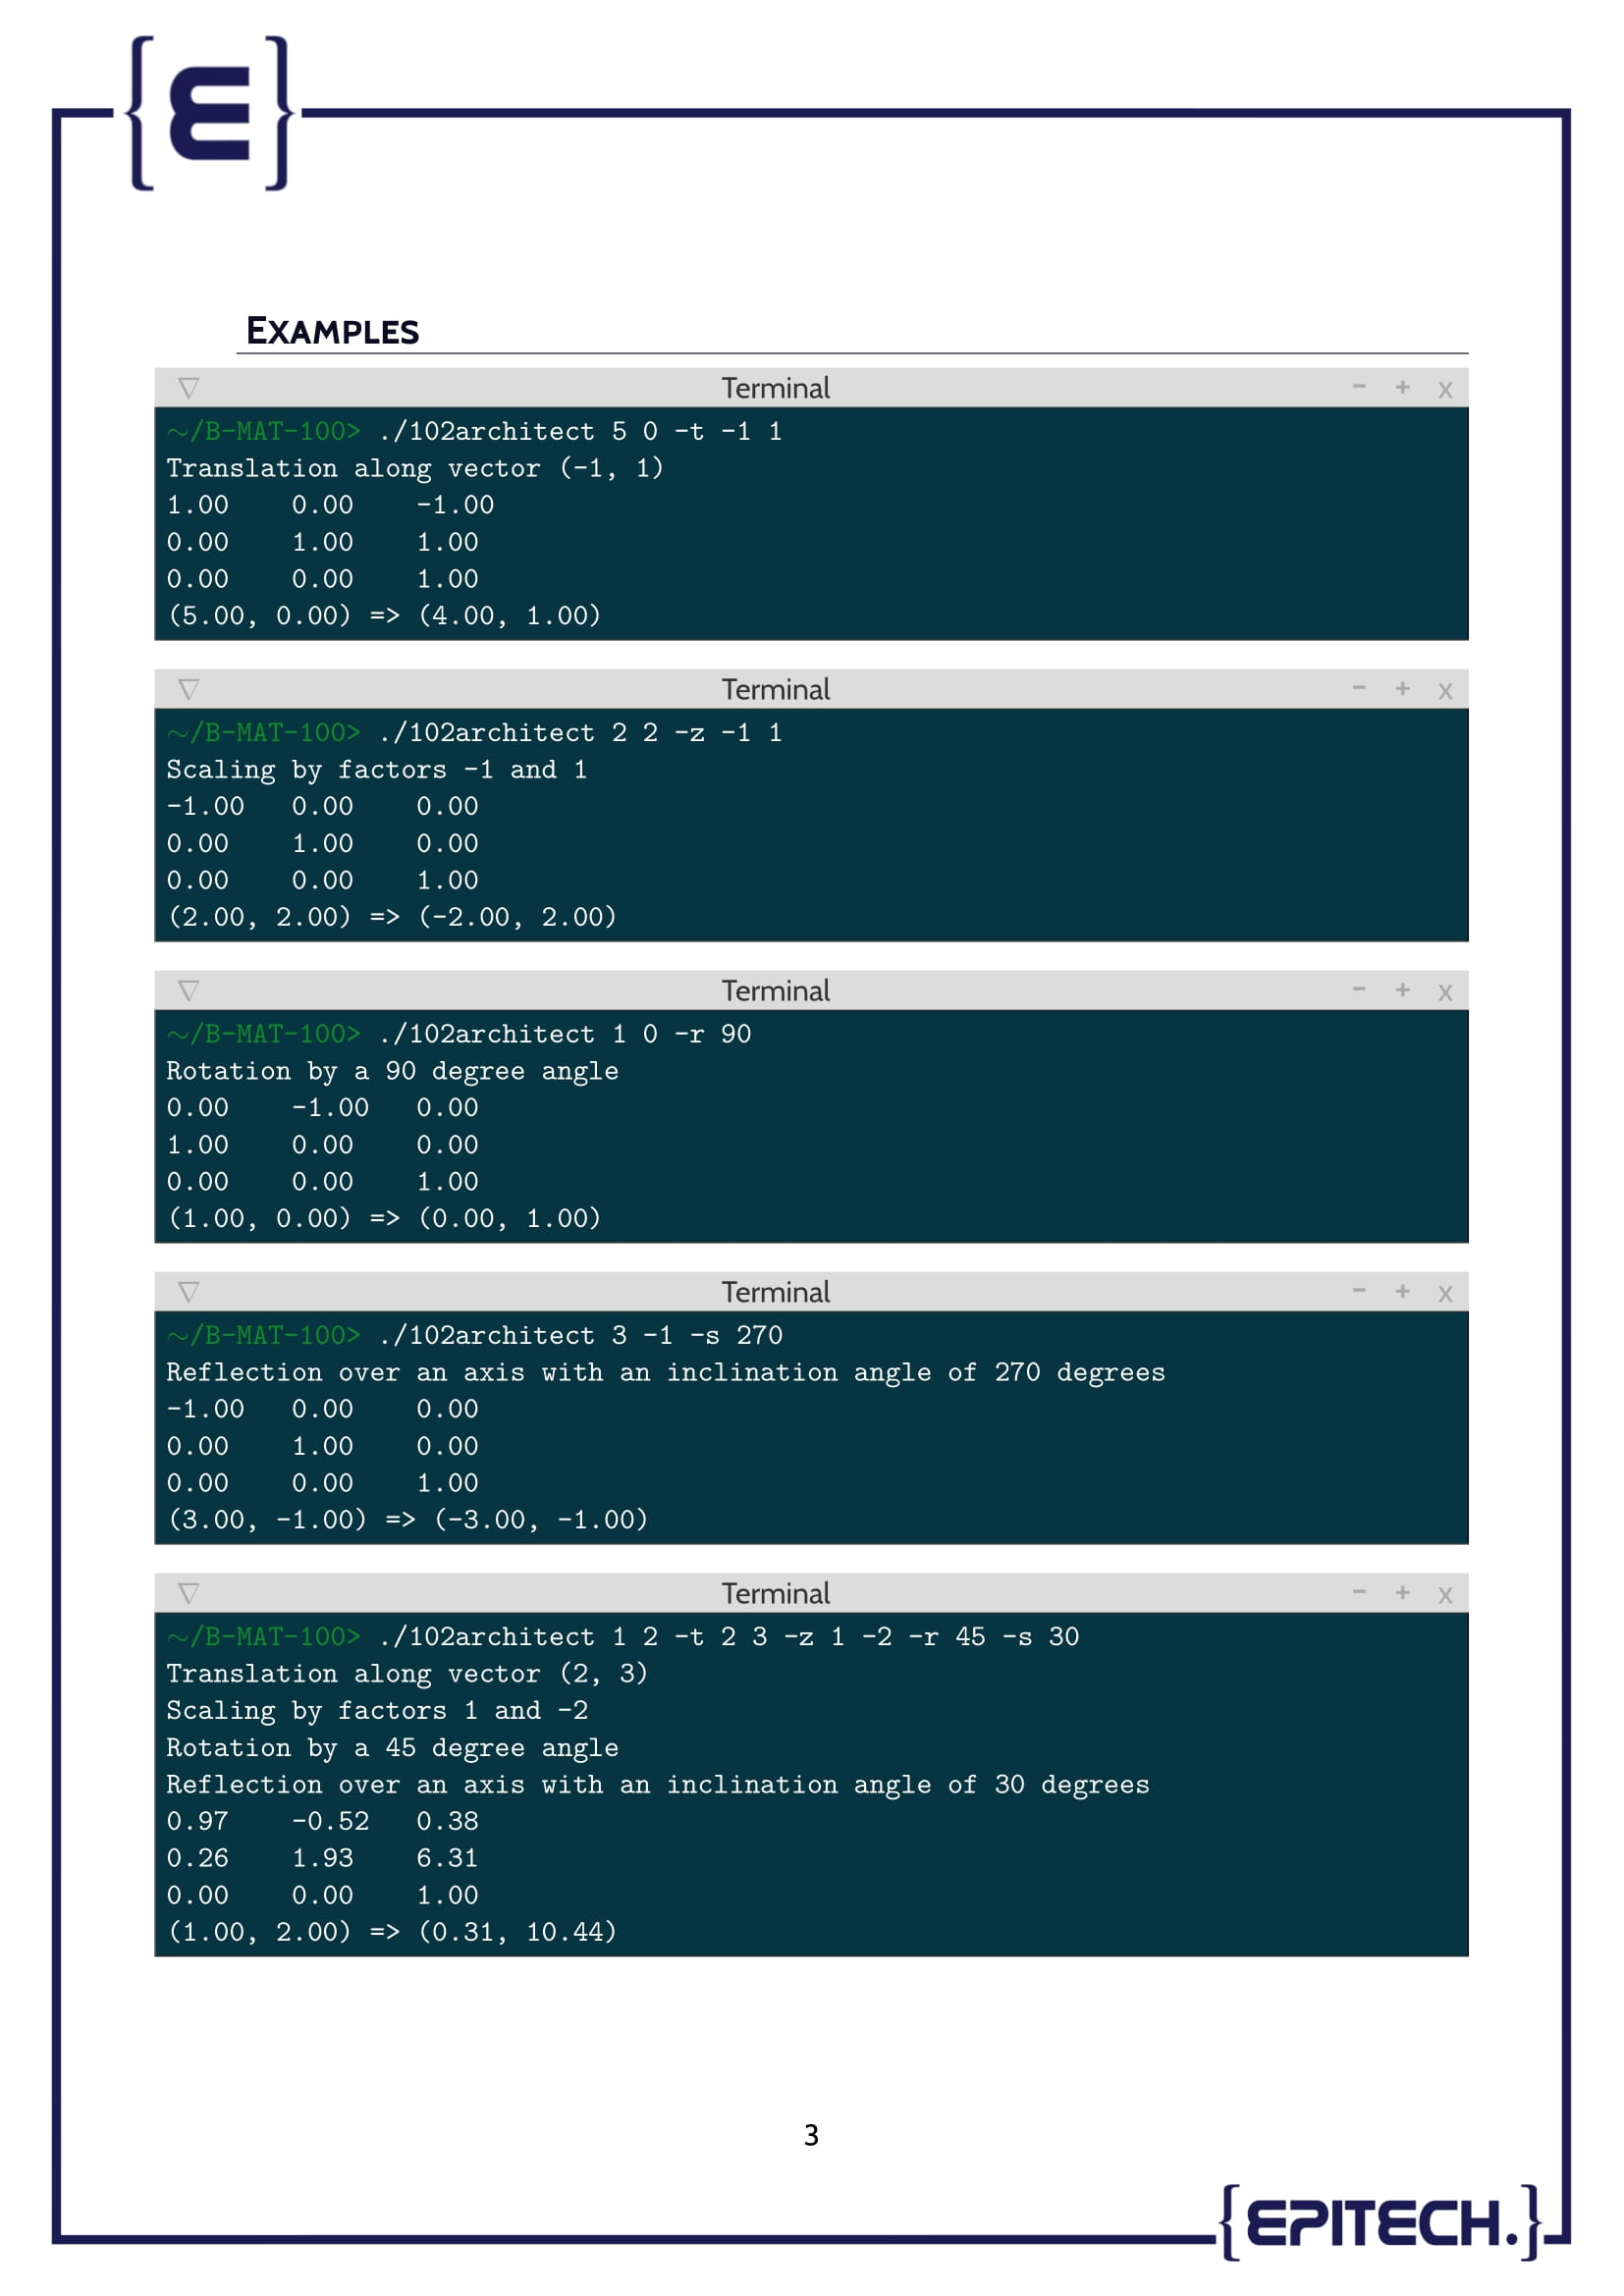 EXAMPLES
Terminal - + x
~/B-MAT-100> ./102architect 5 0 -t -1 1
Translation along vector (-1, 1)
1.00 0.00 -1.00
0.00 1.00 1.00
0.00 0.00 1.00
(5.00, 0.00) => (4.00, 1.00)
Terminal - + x
~/B-MAT-100> ./102architect 2 2 -z -1 1
Scaling by factors -1 and 1
-1.00 0.00 0.00
0.00 1.00 0.00
0.00 0.00 1.00
(2.00, 2.00) => (-2.00, 2.00)
Terminal - + x
~/B-MAT-100> ./102architect 1 0 -r 90
Rotation by a 90 degree angle
0.00 -1.00 0.00
1.00 0.00 0.00
0.00 0.00 1.00
(1.00, 0.00) => (0.00, 1.00)
Terminal - + x
~/B-MAT-100> ./102architect 3 -1 -s 270
Reflection over an axis with an inclination angle of 270 degrees
-1.00 0.00 0.00
0.00 1.00 0.00
0.00 0.00 1.00
(3.00, -1.00) => (-3.00, -1.00)
Terminal - + x
~/B-MAT-100> ./102architect 1 2 -t 2 3 -z 1 -2 -r 45 -s 30
Translation along vector (2, 3)
Scaling by factors 1 and -2
Rotation by a 45 degree angle
Reflection over an axis with an inclination angle of 30 degrees
0.97 -0.52 0.38
0.26 1.93 6.31
0.00 0.00 1.00
(1.00, 2.00) => (0.31, 10.44)
3
{EPITECH.}